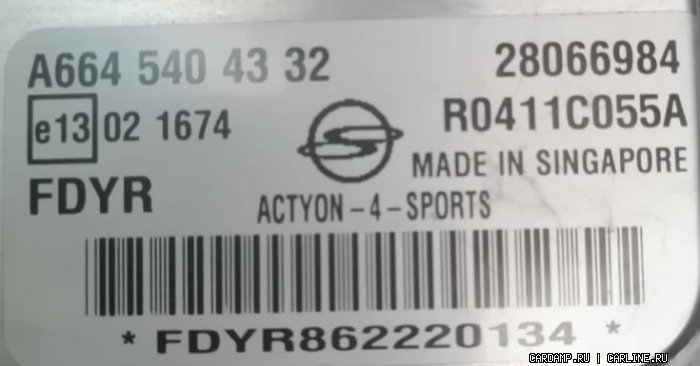 A664 540 43 32 28066984
e13 02 1674 R0411C055A
MADE IN SINGAPORE
FDYR ACTYON-4-SPORTS
* FDYR862220134 *
CARDAMP.RU | CARLINE.RU